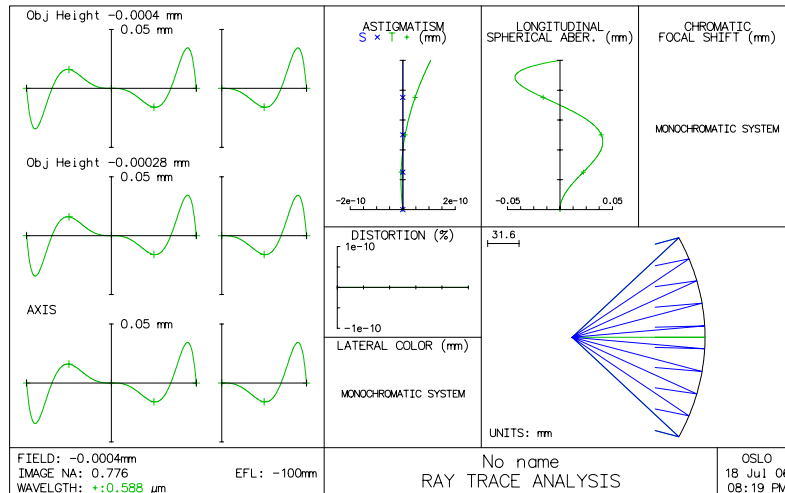 Obj Height -0.0004 mm
0.05 mm
Obj Height -0.00028 mm
0.05 mm
AXIS
0.05 mm
ASTIGMATISM
S × T + (mm)
-2e-10 2e-10
LONGITUDINAL
SPHERICAL ABER. (mm)
-0.05 0.05
CHROMATIC
FOCAL SHIFT (mm)
MONOCHROMATIC SYSTEM
DISTORTION (%)
1e-10
-1e-10
LATERAL COLOR (mm)
MONOCHROMATIC SYSTEM
31.6
UNITS: mm
FIELD: -0.0004mm
IMAGE NA: 0.776 EFL: -100mm
WAVELGTH: +:0.588 µm
No name
RAY TRACE ANALYSIS
OSLO
18 Jul 06
08:19 PM